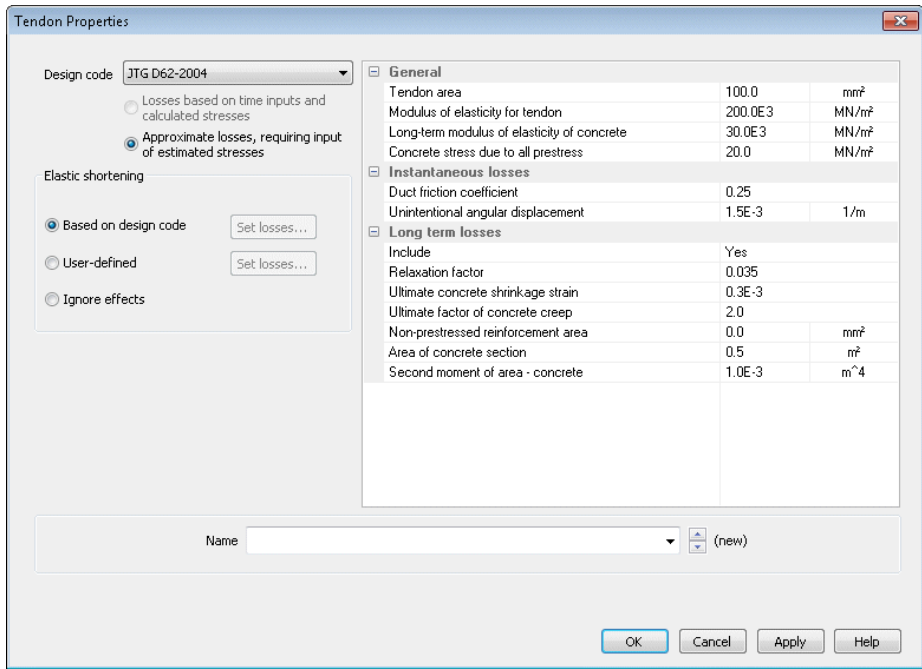 Tendon Properties
Design code JTG D62-2004
Losses based on time inputs and
calculated stresses
Approximate losses, requiring input
of estimated stresses
Elastic shortening
Based on design code Set losses...
User-defined Set losses...
Ignore effects
General
Tendon area 100.0 mm²
Modulus of elasticity for tendon 200.0E3 MN/m²
Long-term modulus of elasticity of concrete 30.0E3 MN/m²
Concrete stress due to all prestress 20.0 MN/m²
Instantaneous losses
Duct friction coefficient 0.25
Unintentional angular displacement 1.5E-3 1/m
Long term losses
Include Yes
Relaxation factor 0.035
Ultimate concrete shrinkage strain 0.3E-3
Ultimate factor of concrete creep 2.0
Non-prestressed reinforcement area 0.0 mm²
Area of concrete section 0.5 m²
Second moment of area - concrete 1.0E-3 m^4
Name (new)
OK Cancel Apply Help